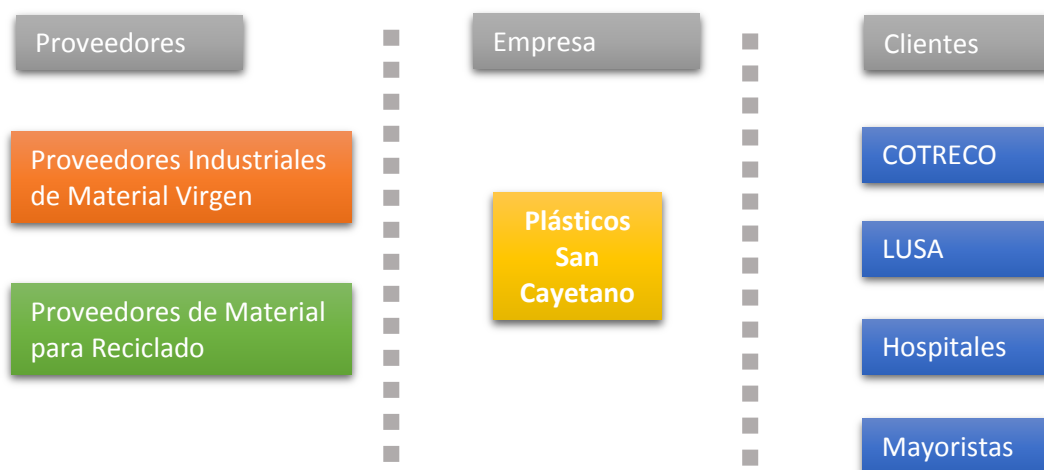 Proveedores
Empresa
Clientes
Proveedores Industriales
de Material Virgen
Proveedores de Material
para Reciclado
Plásticos
San
Cayetano
COTRECO
LUSA
Hospitales
Mayoristas